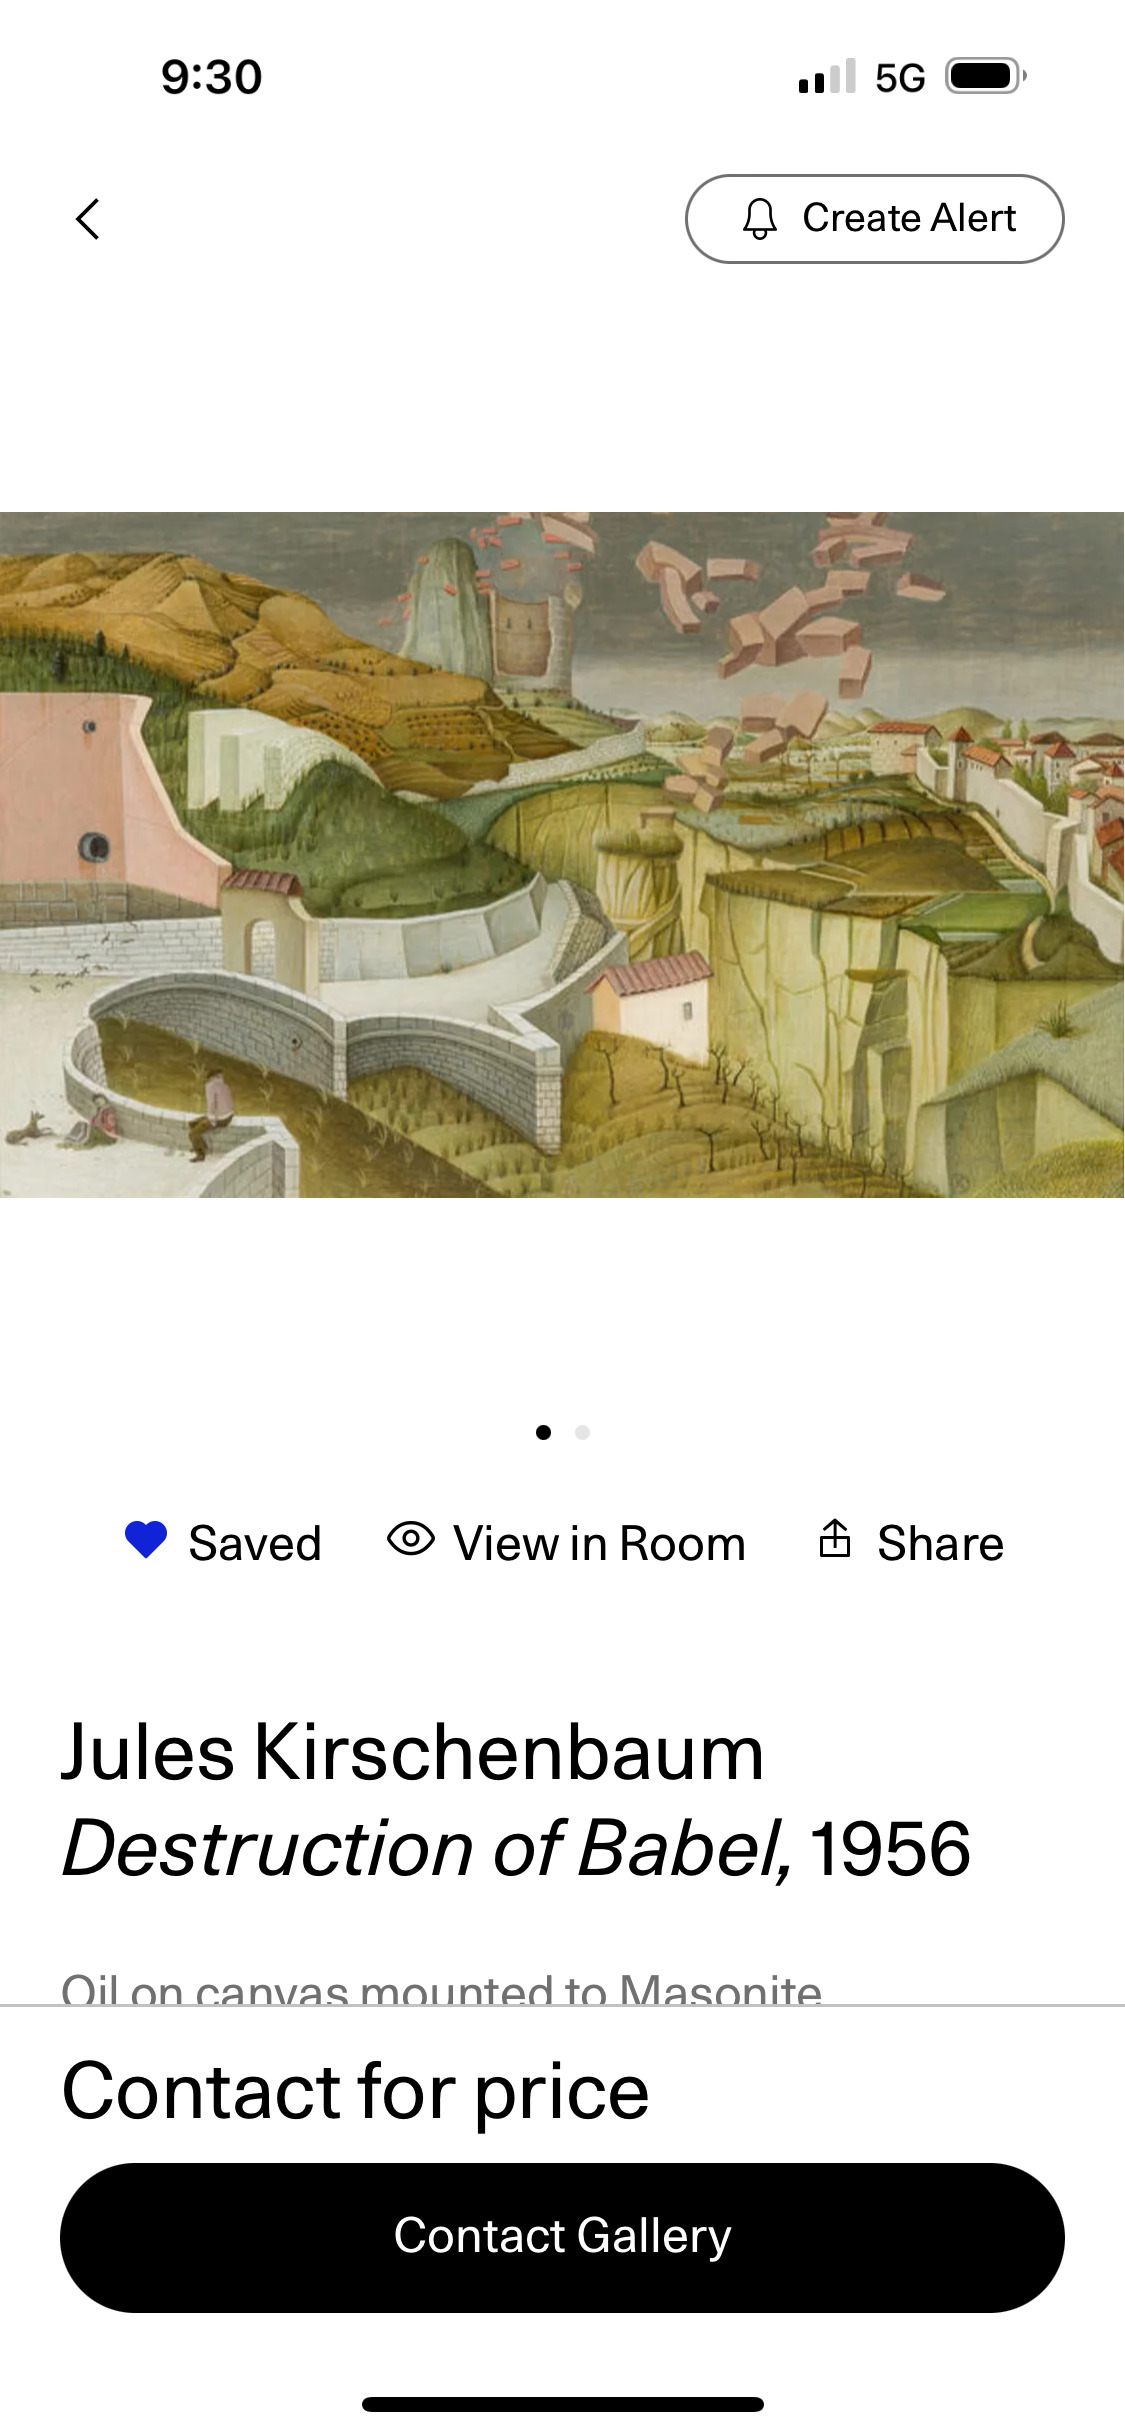 9:30
5G
Create Alert
Saved
View in Room
Share
Jules Kirschenbaum
Destruction of Babel, 1956
Oil on canvas mounted to Masonite
Contact for price
Contact Gallery